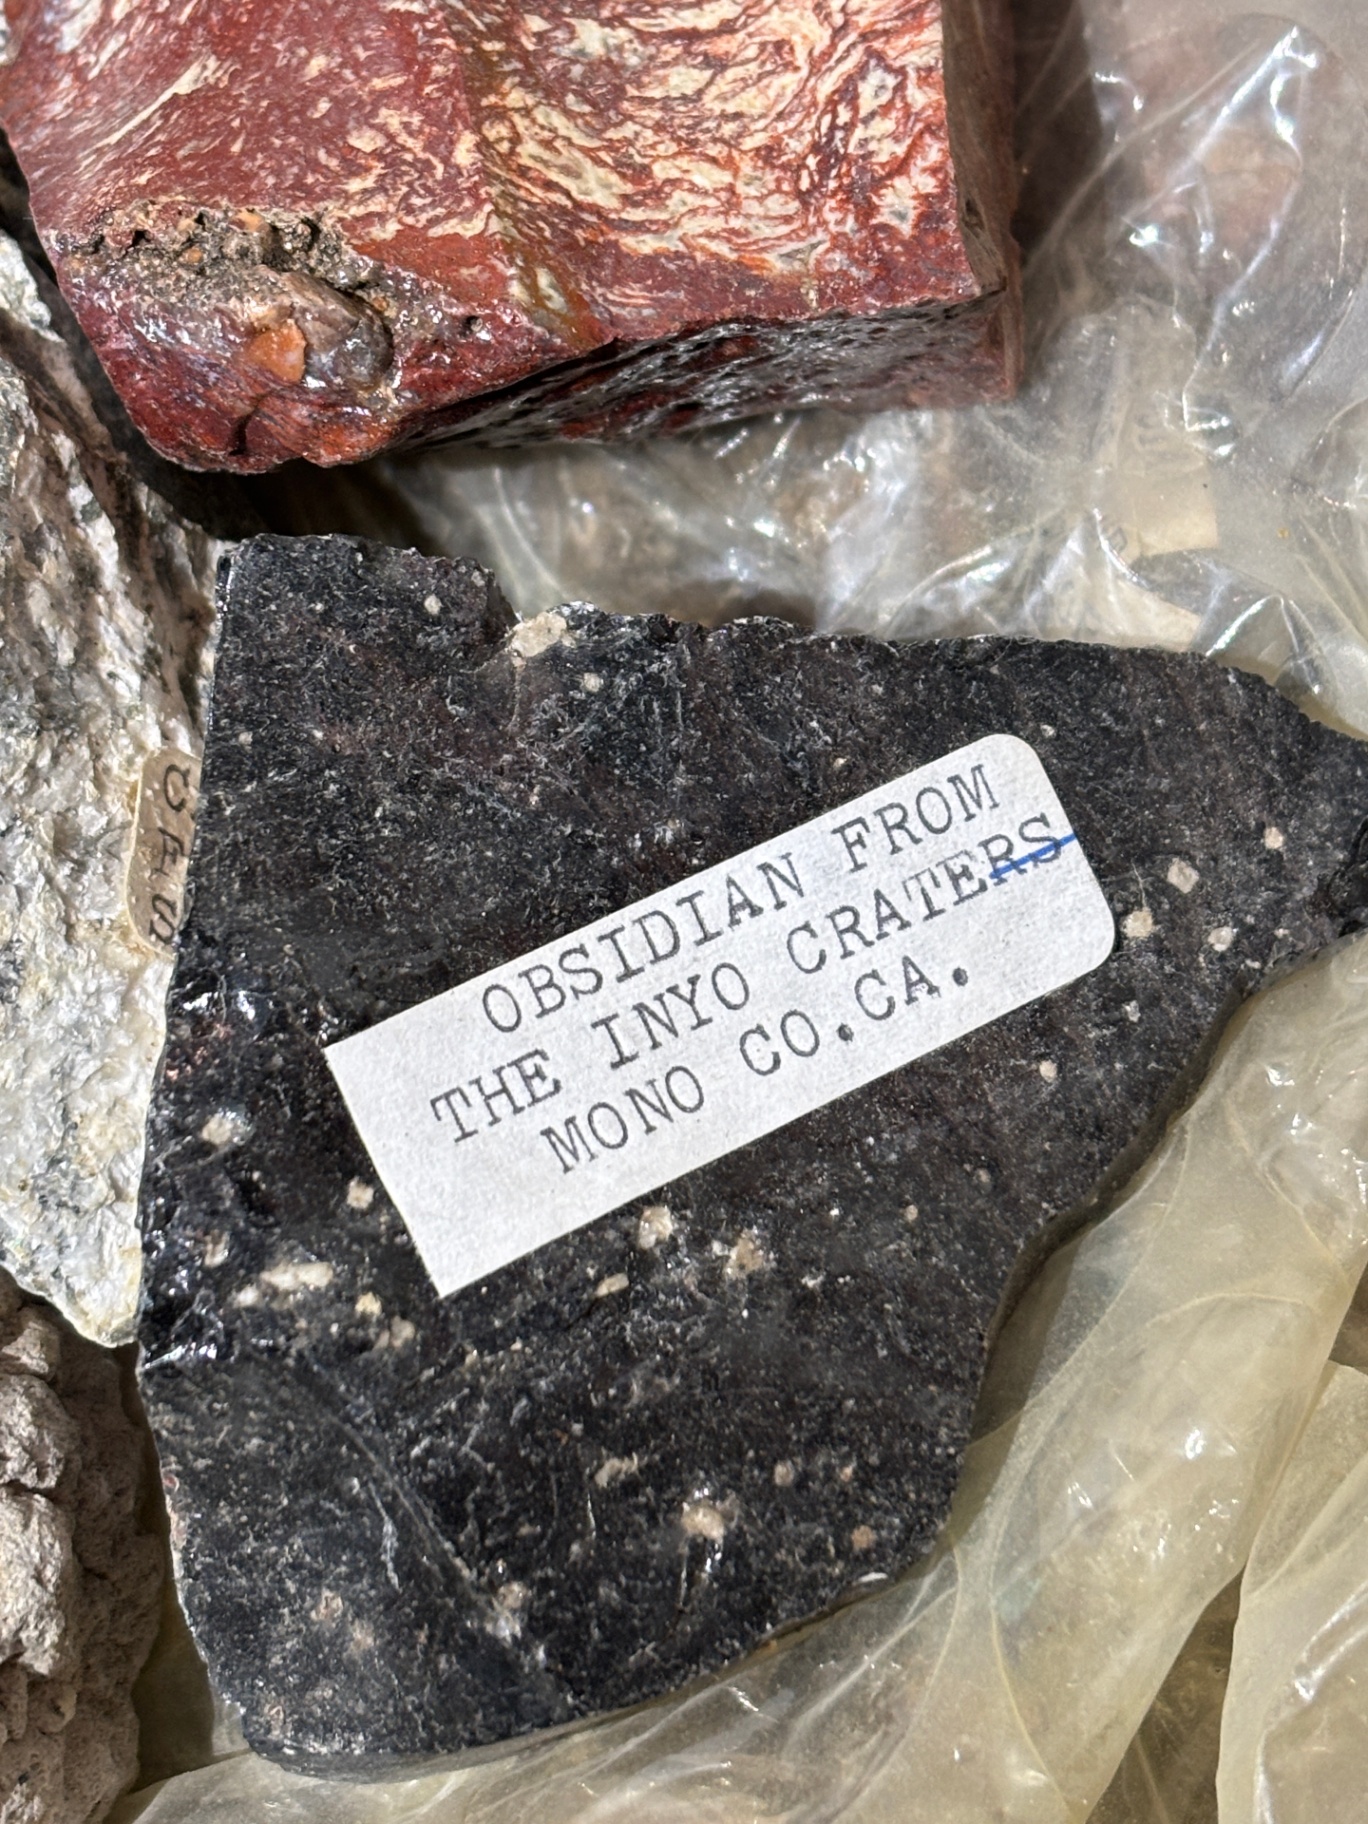 OBSIDIAN FROM
THE INYO CRATERS
MONO CO.CA.